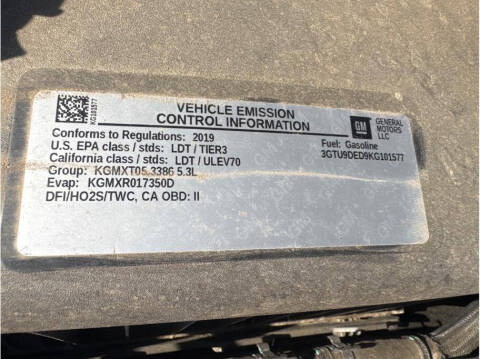 KG101577
VEHICLE EMISSION
CONTROL INFORMATION
Conforms to Regulations: 2019
U.S. EPA class / stds: LDT / TIER3
California class / stds: LDT / ULEV70
Group: KGMXT05.3386 5.3L
Evap: KGMXR017350D
DFI/HO2S/TWC, CA OBD: II
GM
GENERAL
MOTORS
LLC
Fuel: Gasoline
3GTU9DED9KG101577